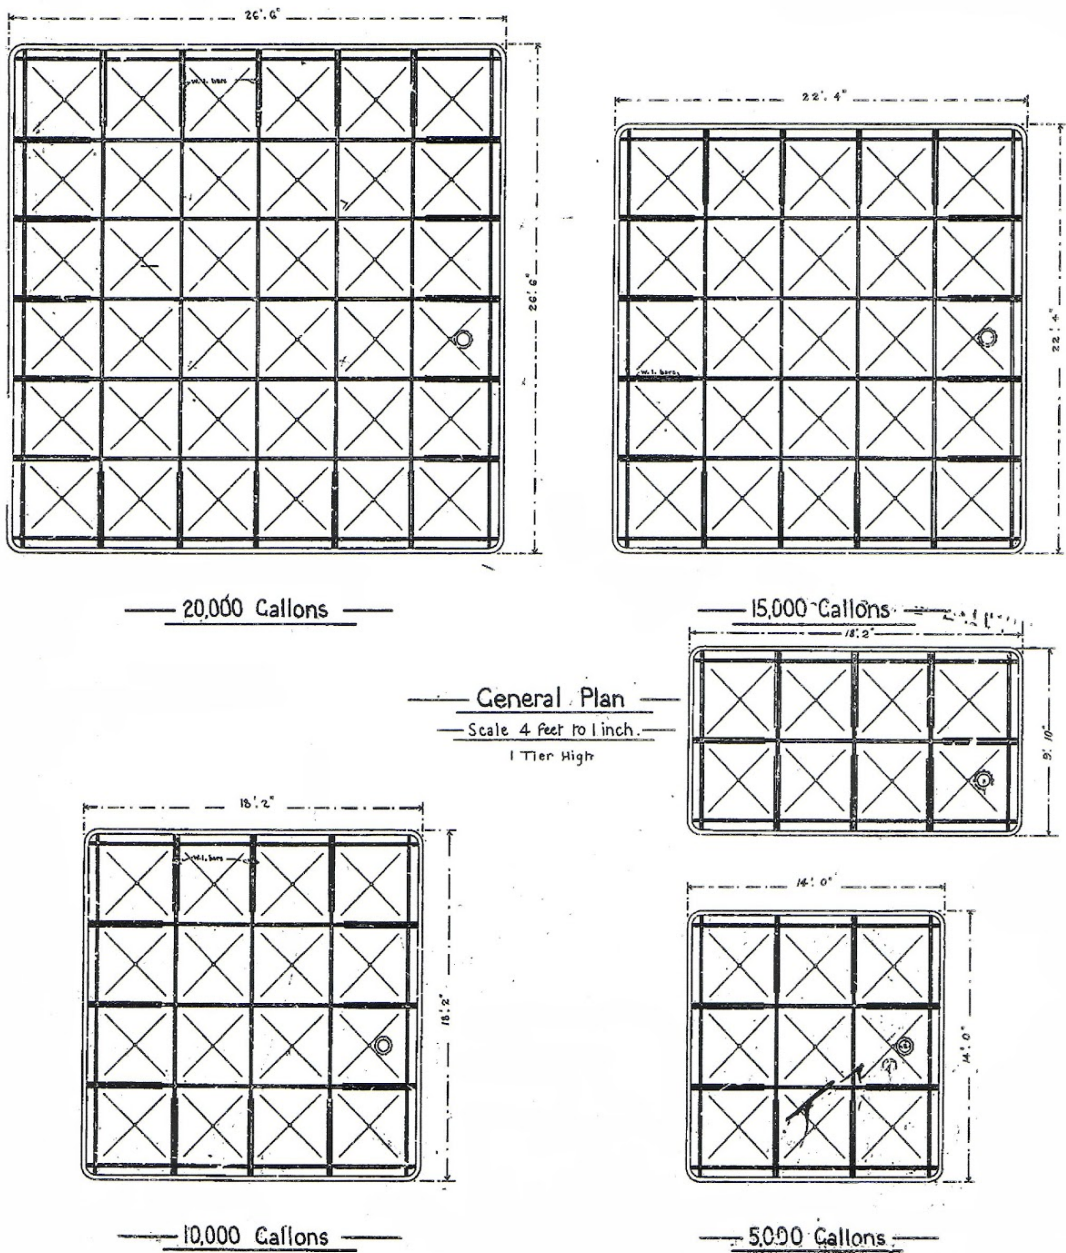 26'. 6"
w.i. bars
26'. 6"
20,000 Gallons
22'. 4"
w.i. bars
22'. 4"
15,000 Gallons
18'. 2"
9'. 10"
General Plan
Scale 4 feet to 1 inch.
1 Tier High
18'. 2"
w.i. bars
18'. 2"
10,000 Gallons
14'. 0"
14'. 0"
5,000 Gallons